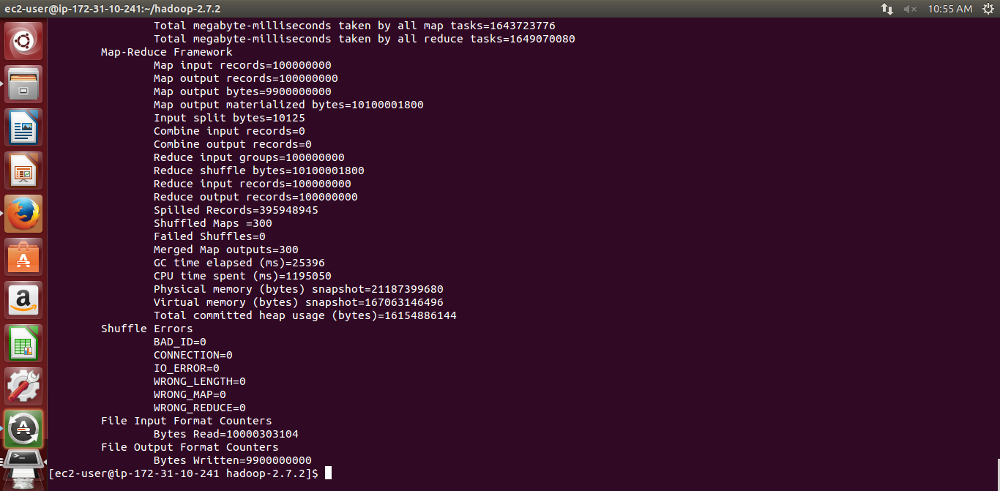 ec2-user@ip-172-31-10-241:~/hadoop-2.7.2
10:55 AM
Total megabyte-milliseconds taken by all map tasks=1643723776
Total megabyte-milliseconds taken by all reduce tasks=1649070080
Map-Reduce Framework
Map input records=100000000
Map output records=100000000
Map output bytes=9900000000
Map output materialized bytes=10100001800
Input split bytes=10125
Combine input records=0
Combine output records=0
Reduce input groups=100000000
Reduce shuffle bytes=10100001800
Reduce input records=100000000
Reduce output records=100000000
Spilled Records=395948945
Shuffled Maps =300
Failed Shuffles=0
Merged Map outputs=300
GC time elapsed (ms)=25396
CPU time spent (ms)=1195050
Physical memory (bytes) snapshot=21187399680
Virtual memory (bytes) snapshot=167063146496
Total committed heap usage (bytes)=16154886144
Shuffle Errors
BAD_ID=0
CONNECTION=0
IO_ERROR=0
WRONG_LENGTH=0
WRONG_MAP=0
WRONG_REDUCE=0
File Input Format Counters
Bytes Read=10000303104
File Output Format Counters
Bytes Written=9900000000
[ec2-user@ip-172-31-10-241 hadoop-2.7.2]$